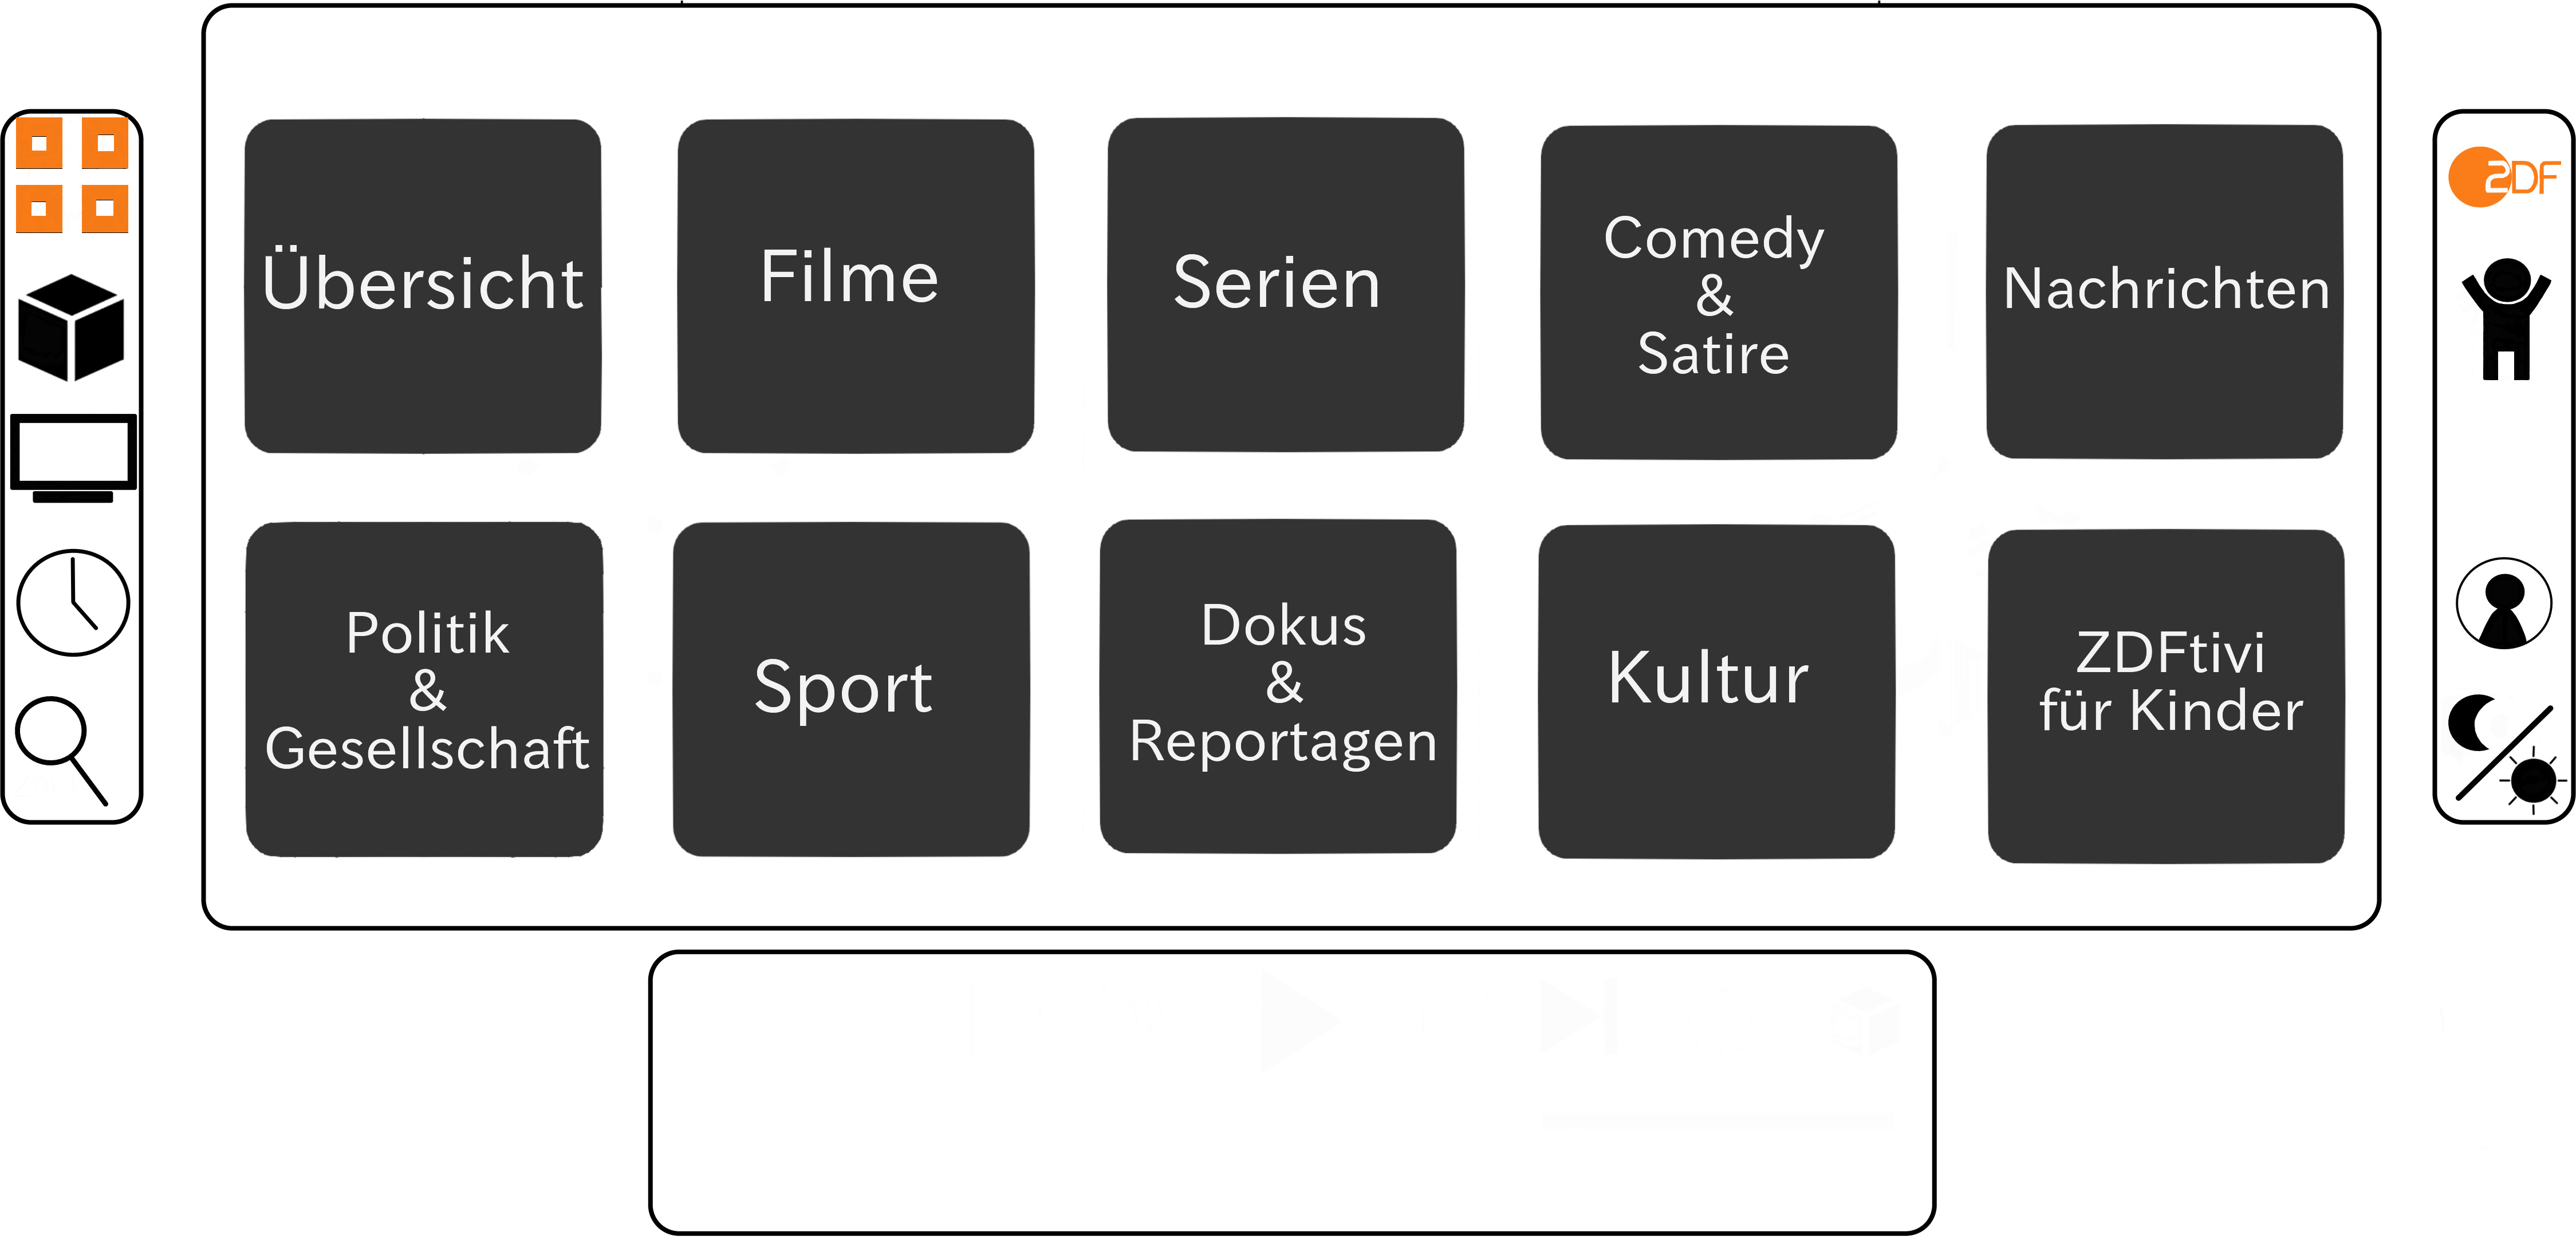 ZDF
Übersicht
Filme
Serien
Comedy
&
Satire
Nachrichten
Politik
&
Gesellschaft
Sport
Dokus
&
Reportagen
Kultur
ZDFtivi
für Kinder